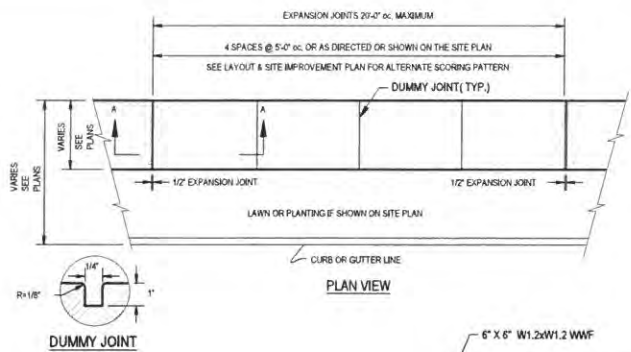 EXPANSION JOINTS 20'-0" oc, MAXIMUM
4 SPACES @ 5'-0" oc, OR AS DIRECTED OR SHOWN ON THE SITE PLAN
SEE LAYOUT & SITE IMPROVEMENT PLAN FOR ALTERNATE SCORING PATTERN
DUMMY JOINT( TYP.)
A
A
VARIES
SEE
PLANS
VARIES
SEE
PLANS
1/2" EXPANSION JOINT
1/2" EXPANSION JOINT
LAWN OR PLANTING IF SHOWN ON SITE PLAN
CURB OR GUTTER LINE
PLAN VIEW
1/4"
R=1/8"
1"
DUMMY JOINT
6" X 6" W1.2xW1.2 WWF